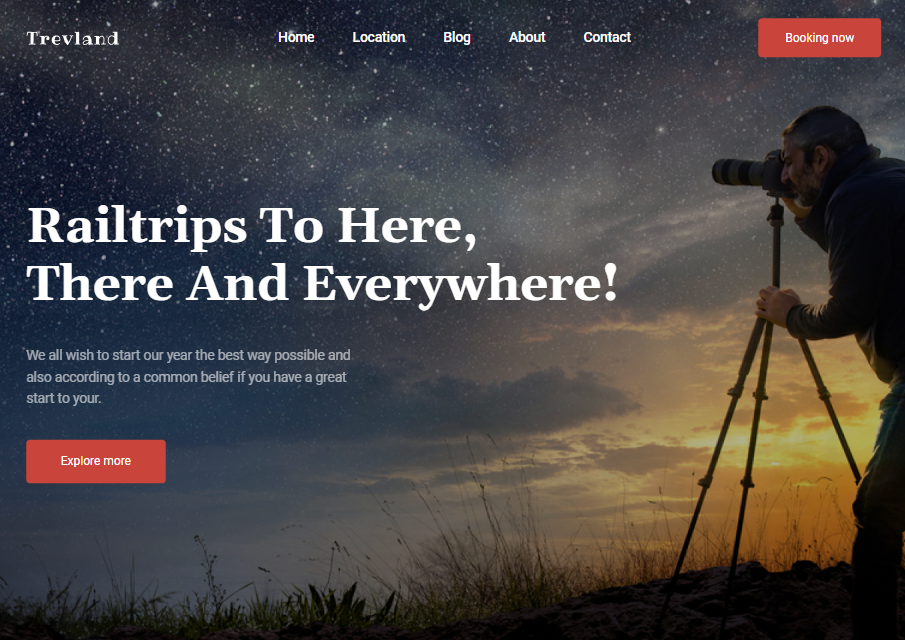 Trevland
Home
Location
Blog
About
Contact
Booking now
Railtrips To Here,
There And Everywhere!
We all wish to start our year the best way possible and
also according to a common belief if you have a great
start to your.
Explore more